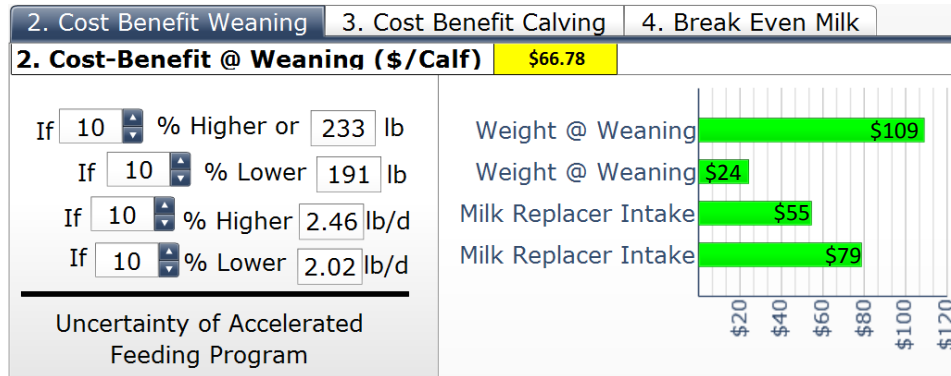 2. Cost Benefit Weaning 3. Cost Benefit Calving 4. Break Even Milk
2. Cost-Benefit @ Weaning ($/Calf) $66.78
If 10 % Higher or 233 lb
If 10 % Lower 191 lb
If 10 % Higher 2.46 lb/d
If 10 % Lower 2.02 lb/d
Uncertainty of Accelerated
Feeding Program
Weight @ Weaning $109
Weight @ Weaning $24
Milk Replacer Intake $55
Milk Replacer Intake $79
$20 $40 $60 $80 $100 $120